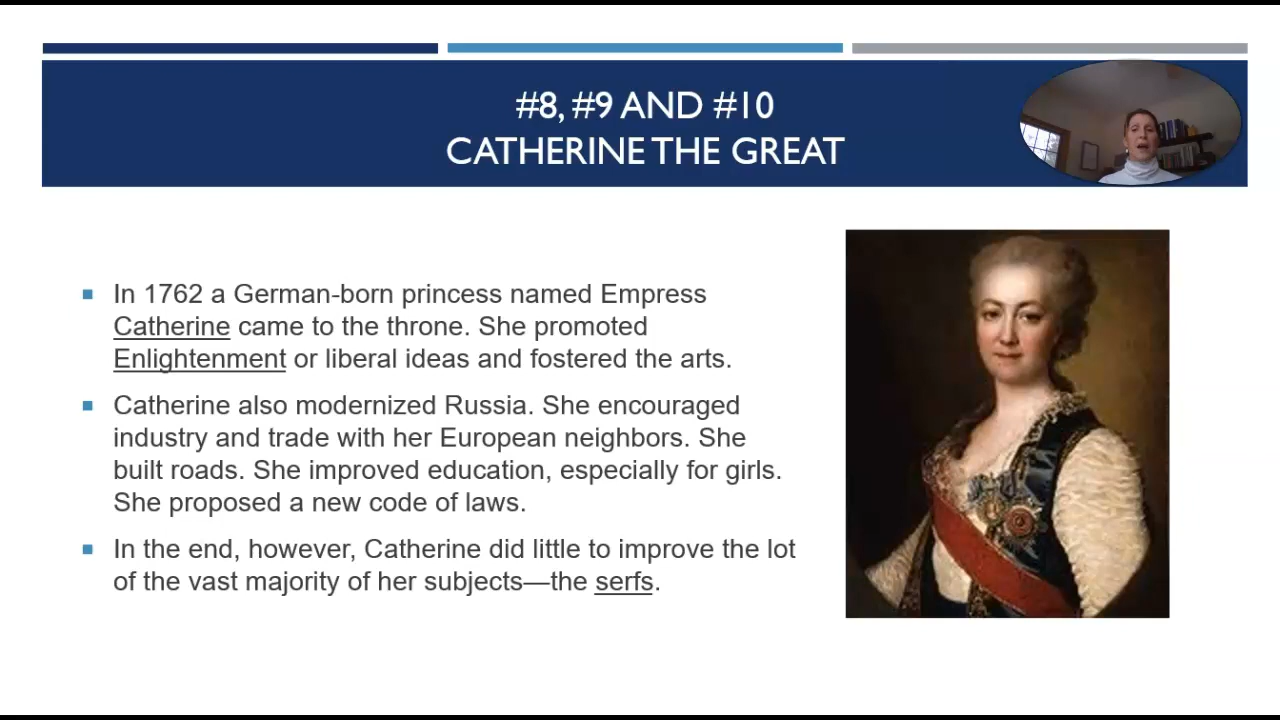 #8, #9 AND #10
CATHERINE THE GREAT
In 1762 a German-born princess named Empress
Catherine came to the throne. She promoted
Enlightenment or liberal ideas and fostered the arts.
Catherine also modernized Russia. She encouraged
industry and trade with her European neighbors. She
built roads. She improved education, especially for girls.
She proposed a new code of laws.
In the end, however, Catherine did little to improve the lot
of the vast majority of her subjects—the serfs.